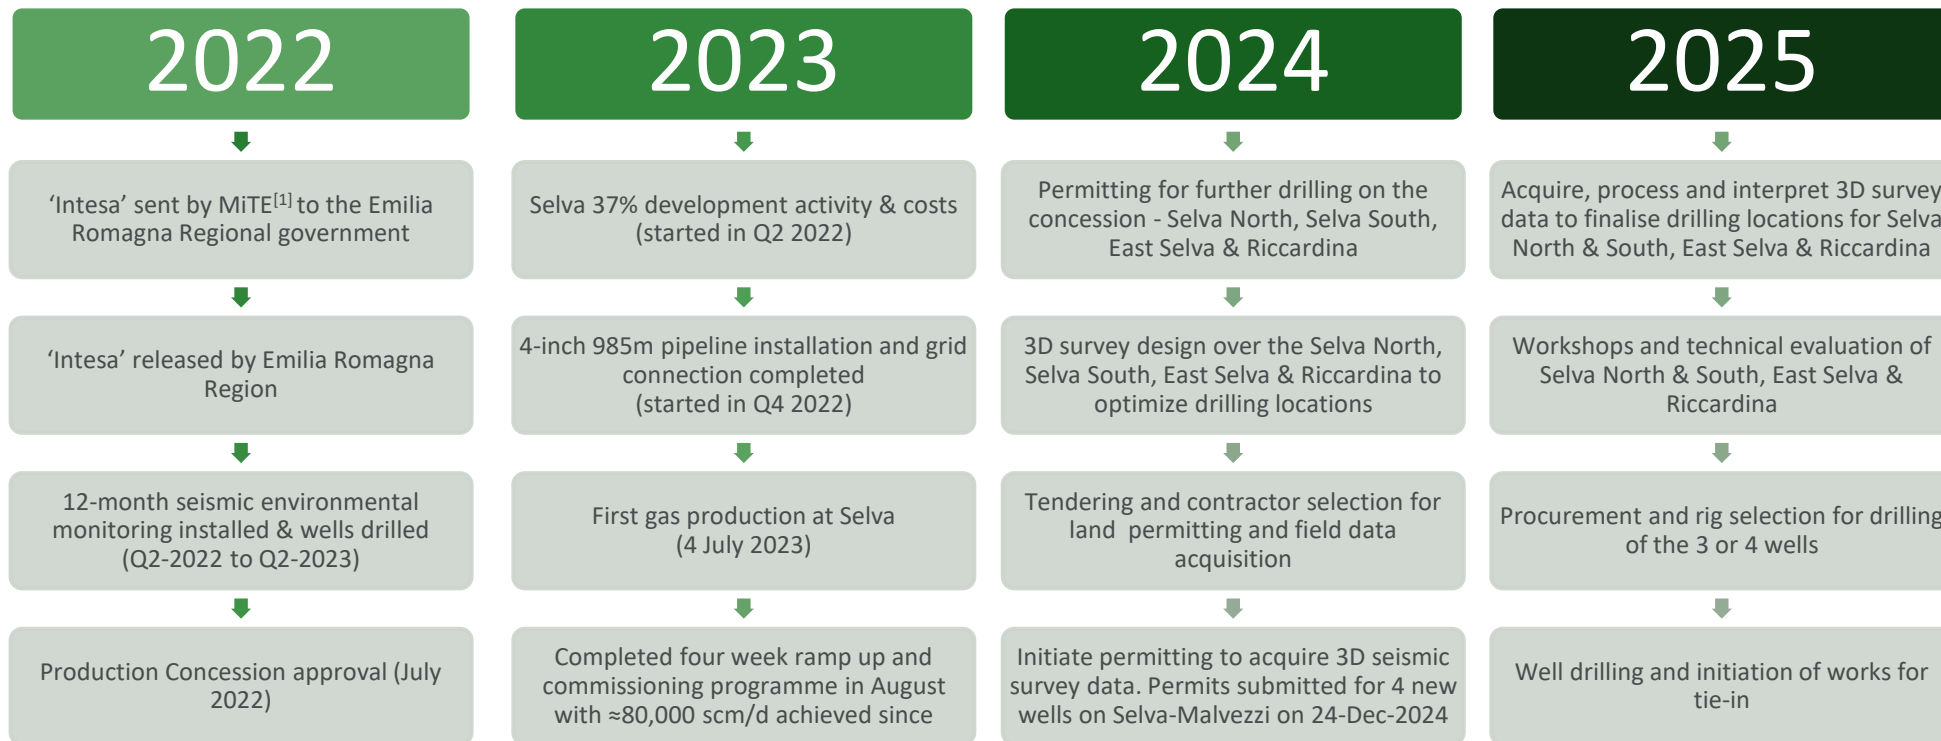 2022
'Intesa' sent by MiTE[1] to the Emilia
Romagna Regional government
'Intesa' released by Emilia Romagna
Region
12-month seismic environmental
monitoring installed & wells drilled
(Q2-2022 to Q2-2023)
Production Concession approval (July
2022)
2023
Selva 37% development activity & costs
(started in Q2 2022)
4-inch 985m pipeline installation and grid
connection completed
(started in Q4 2022)
First gas production at Selva
(4 July 2023)
Completed four week ramp up and
commissioning programme in August
with ≈80,000 scm/d achieved since
2024
Permitting for further drilling on the
concession - Selva North, Selva South,
East Selva & Riccardina
3D survey design over the Selva North,
Selva South, East Selva & Riccardina to
optimize drilling locations
Tendering and contractor selection for
land permitting and field data
acquisition
Initiate permitting to acquire 3D seismic
survey data. Permits submitted for 4 new
wells on Selva-Malvezzi on 24-Dec-2024
2025
Acquire, process and interpret 3D survey
data to finalise drilling locations for Selva
North & South, East Selva & Riccardina
Workshops and technical evaluation of
Selva North & South, East Selva &
Riccardina
Procurement and rig selection for drilling
of the 3 or 4 wells
Well drilling and initiation of works for
tie-in